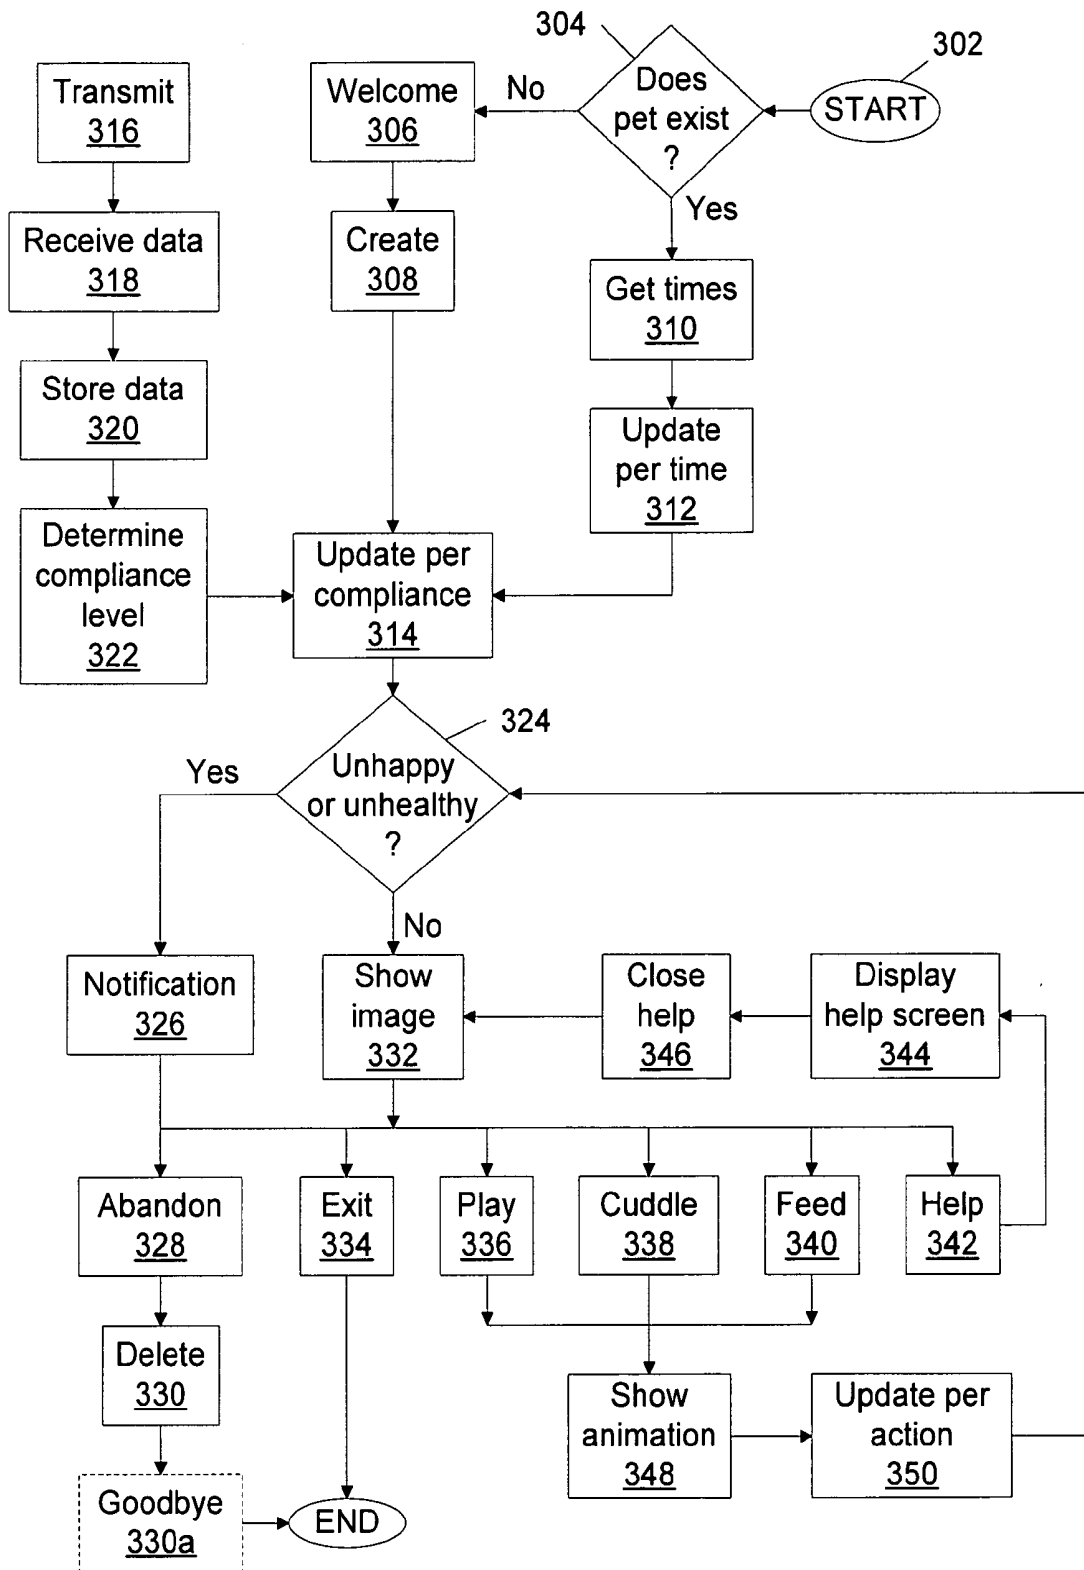 304
302
Does
pet exist
?
START
No
Yes
Transmit
316
Welcome
306
Receive data
318
Create
308
Get times
310
Store data
320
Update
per time
312
Determine
compliance
level
322
Update per
compliance
314
324
Unhappy
or unhealthy
?
Yes
No
Notification
326
Show
image
332
Close
help
346
Display
help screen
344
Abandon
328
Exit
334
Play
336
Cuddle
338
Feed
340
Help
342
Delete
330
Show
animation
348
Update per
action
350
Goodbye
330a
END